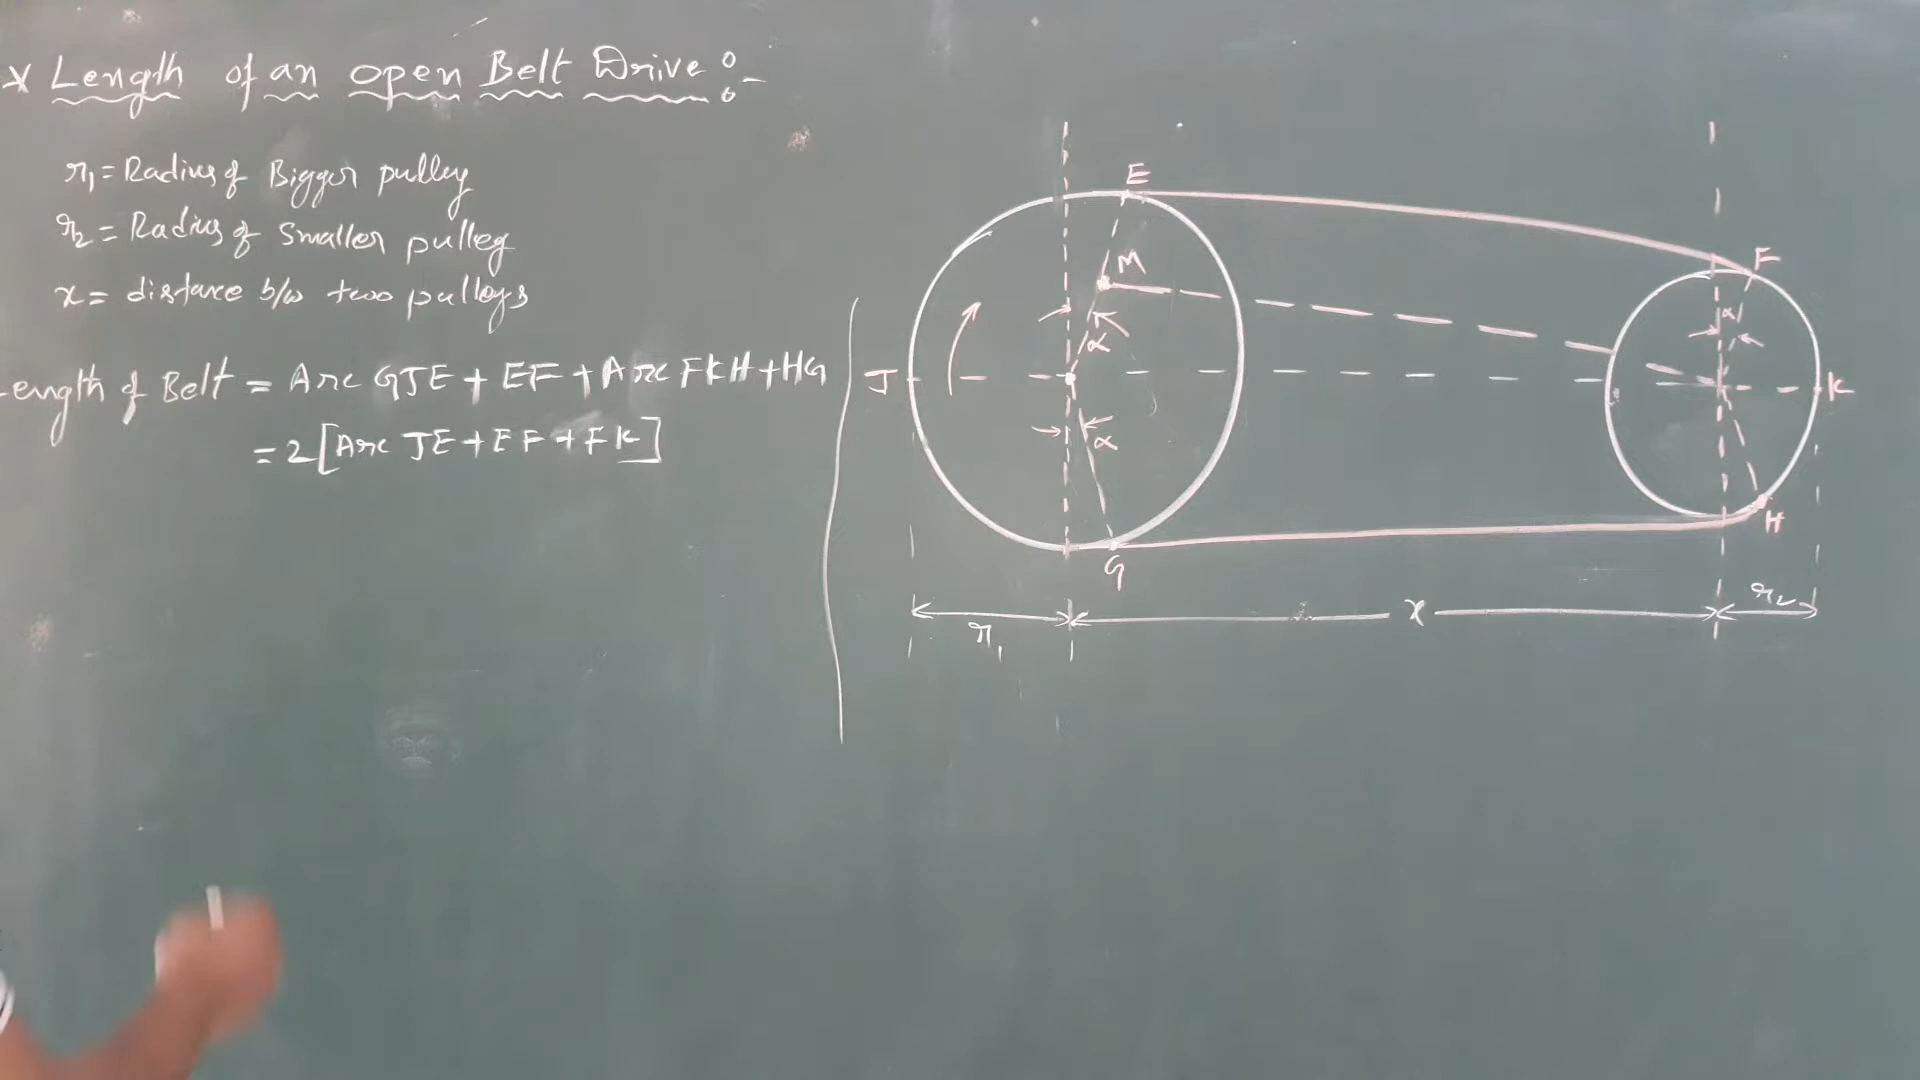 * Length of an open Belt Drive :-
r₁ = Radius of Bigger pulley
r₂ = Radius of Smaller pulley
x = distance b/w two pulleys
Length of Belt = Arc GJE + EF + Arc FKH + HG
= 2[Arc JE + EF + FK]
E
F
M
α
α
J
K
α
H
G
r₁
x
r₂